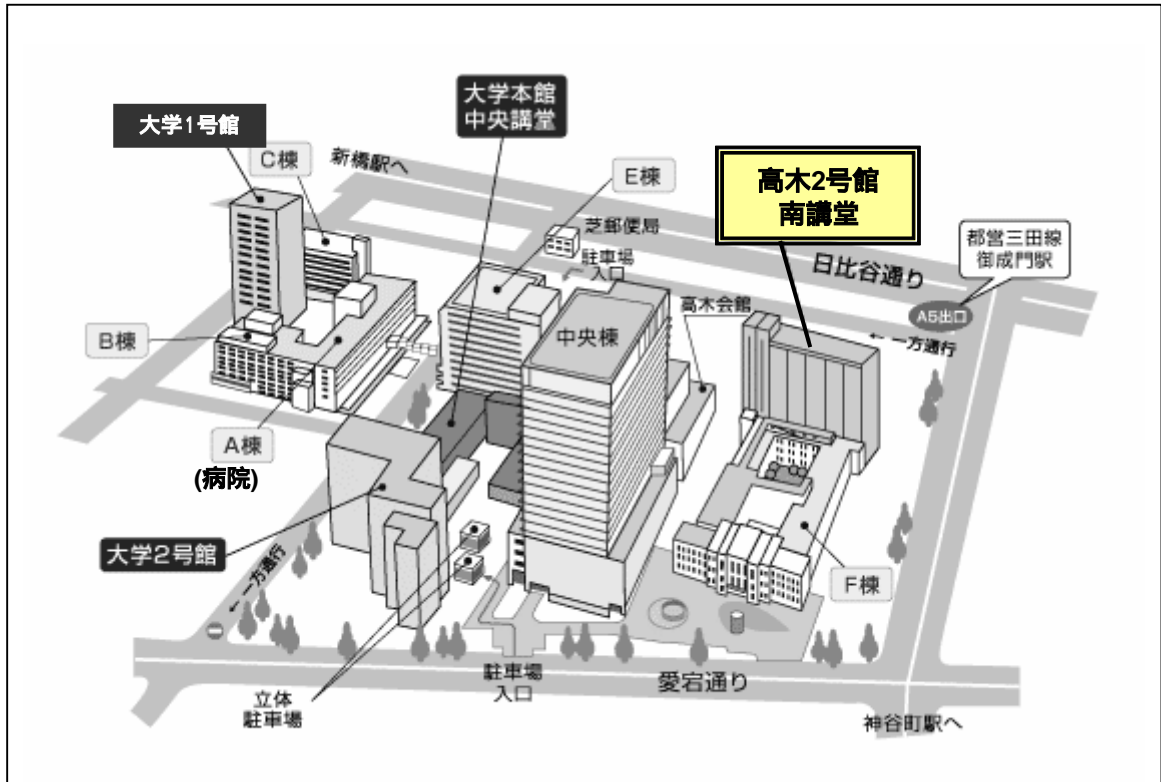 大学1号館
C棟
大学本館
中央講堂
新橋駅へ
E棟
高木2号館
南講堂
芝郵便局
駐車場
入口
日比谷通り
都営三田線
御成門駅
A5出口
高木会館
← 一方通行
B棟
中央棟
A棟
(病院)
大学2号館
← 一方通行
F棟
駐車場
入口
愛宕通り
立体
駐車場
神谷町駅へ